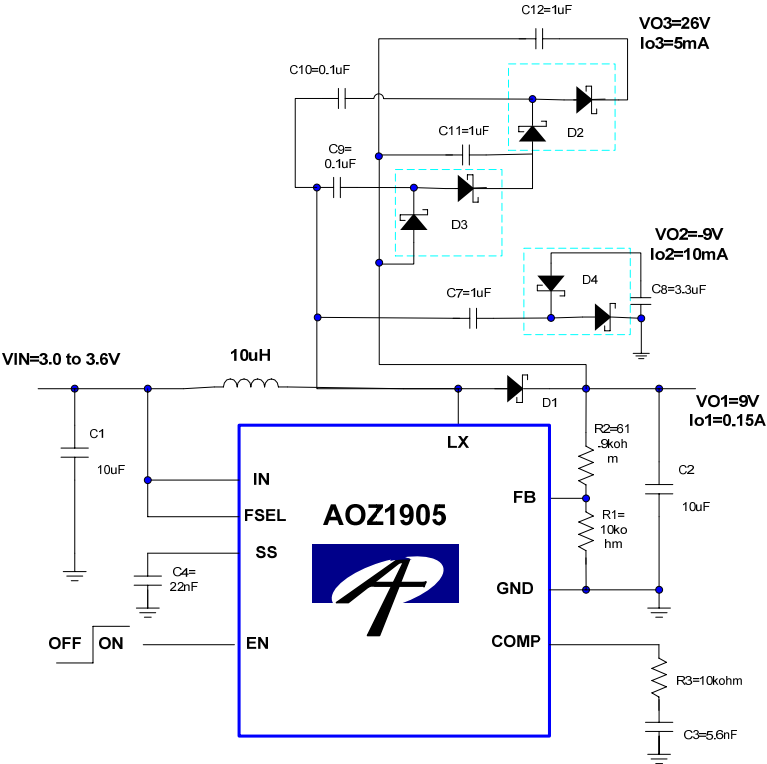 C12=1uF
VO3=26V
Io3=5mA
C10=0.1uF
D2
C11=1uF
C9=
0.1uF
D3
VO2=-9V
Io2=10mA
D4
C7=1uF
C8=3.3uF
VIN=3.0 to 3.6V
10uH
D1
VO1=9V
Io1=0.15A
C1
10uF
LX
R2=61
.9koh
m
C2
10uF
IN
FSEL
SS
EN
AOZ1905
FB
R1=
10ko
hm
GND
COMP
C4=
22nF
OFF
ON
R3=10kohm
C3=5.6nF